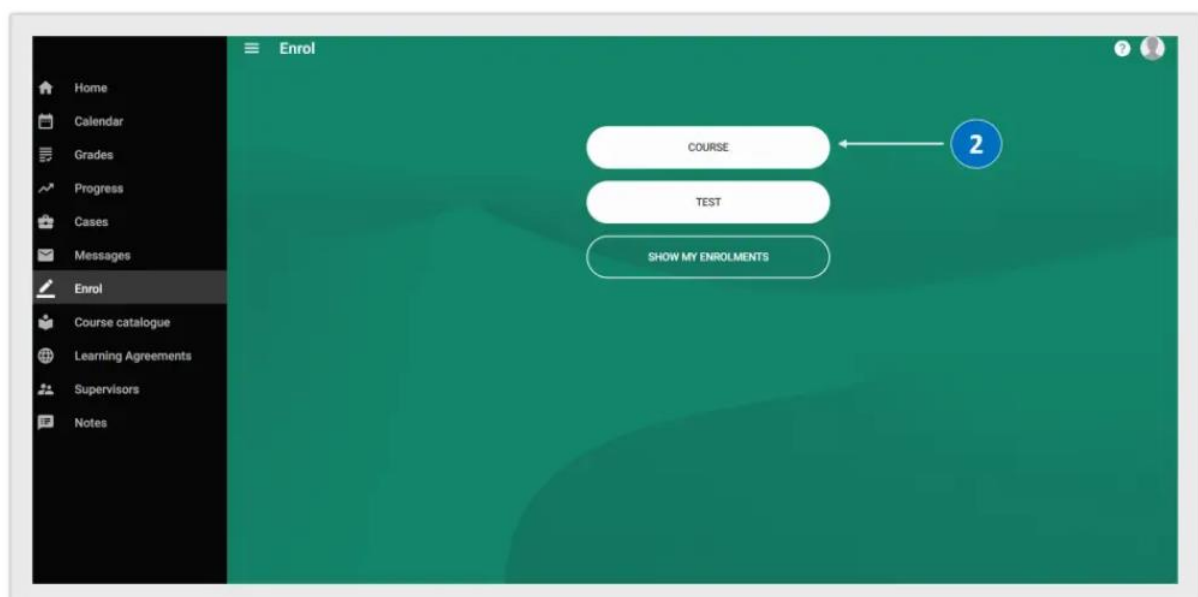 Enrol
Home
Calendar
Grades
Progress
Cases
Messages
Enrol
Course catalogue
Learning Agreements
Supervisors
Notes
COURSE
2
TEST
SHOW MY ENROLMENTS
?